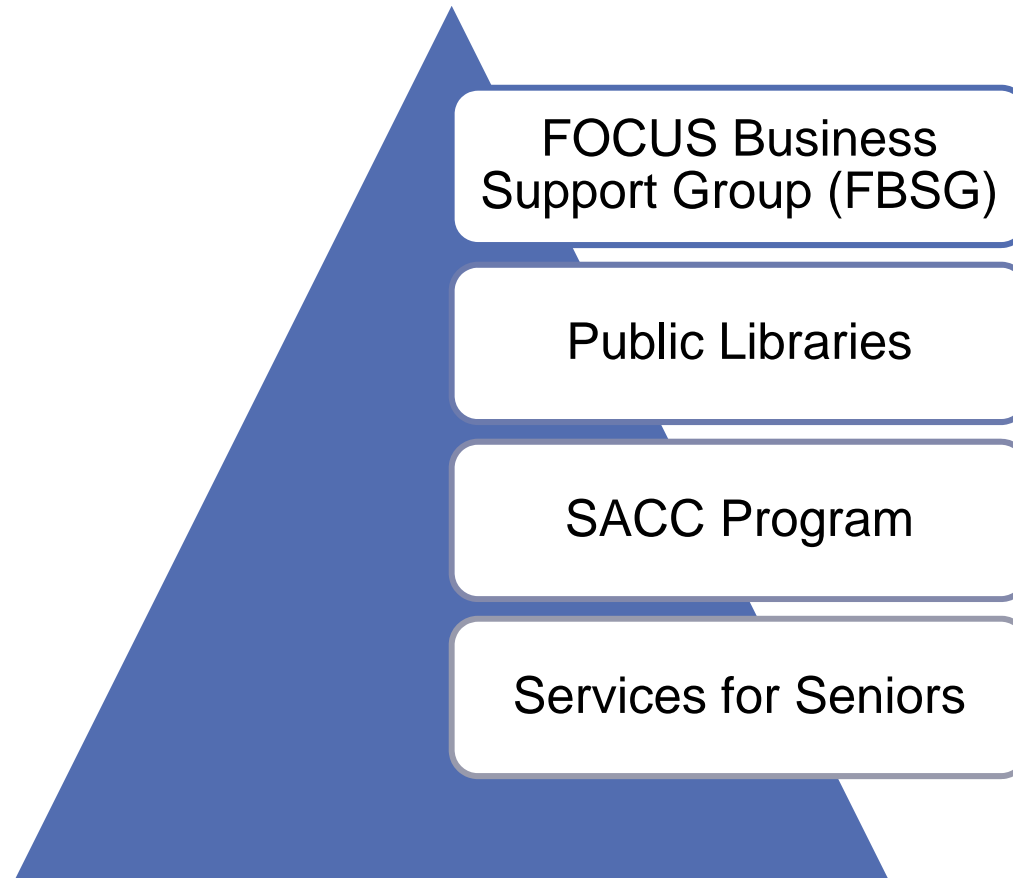 FOCUS Business
Support Group (FBSG)
Public Libraries
SACC Program
Services for Seniors